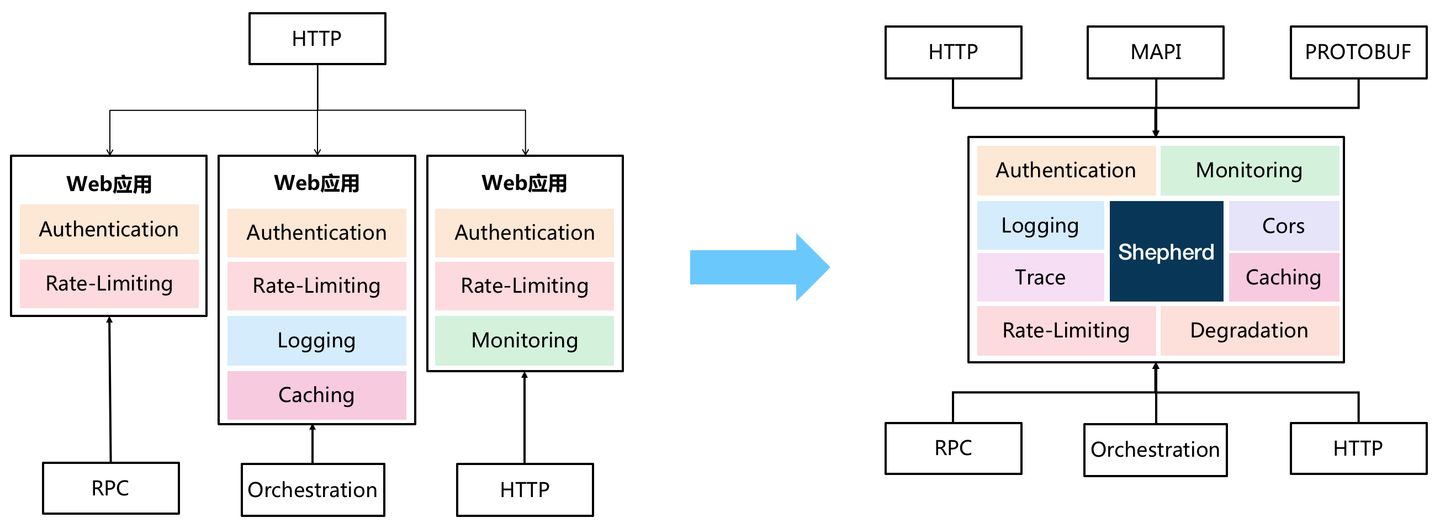 HTTP
Web应用
Authentication
Rate-Limiting
RPC
Web应用
Authentication
Rate-Limiting
Logging
Caching
Orchestration
Web应用
Authentication
Rate-Limiting
Monitoring
HTTP
HTTP
MAPI
PROTOBUF
Authentication
Monitoring
Logging
Shepherd
Cors
Trace
Caching
Rate-Limiting
Degradation
RPC
Orchestration
HTTP